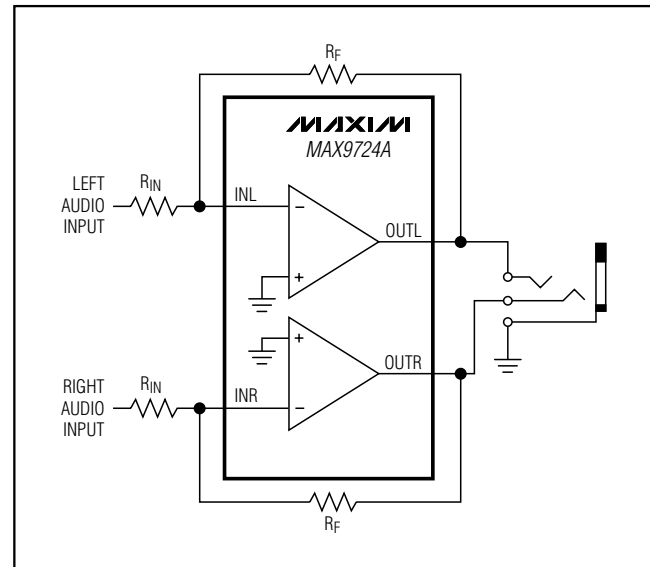 RF
MAXIM
MAX9724A
LEFT
AUDIO
INPUT
RIN
INL
−
+
OUTL
+
−
OUTR
RIGHT
AUDIO
INPUT
RIN
INR
RF